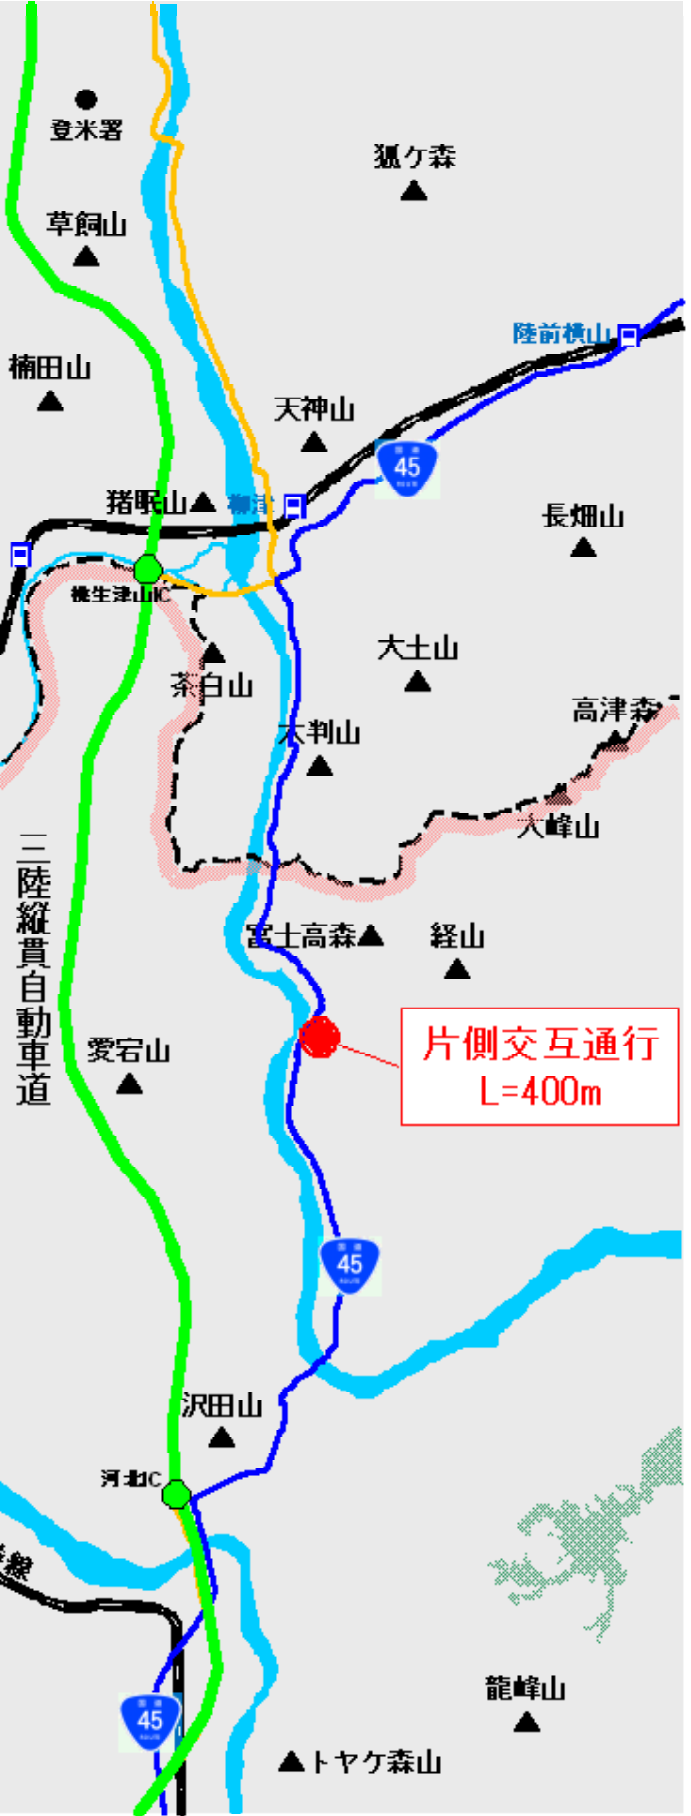 登米署
狐ケ森
草飼山
陸前横山
楠田山
天神山
45
猪眠山
柳津
長畑山
桃生津山IC
大土山
茶臼山
高津森
大判山
大峰山
三陸縦貫自動車道
富士高森
経山
片側交互通行
L=400m
愛宕山
45
沢田山
河北IC
線
龍峰山
45
トヤケ森山